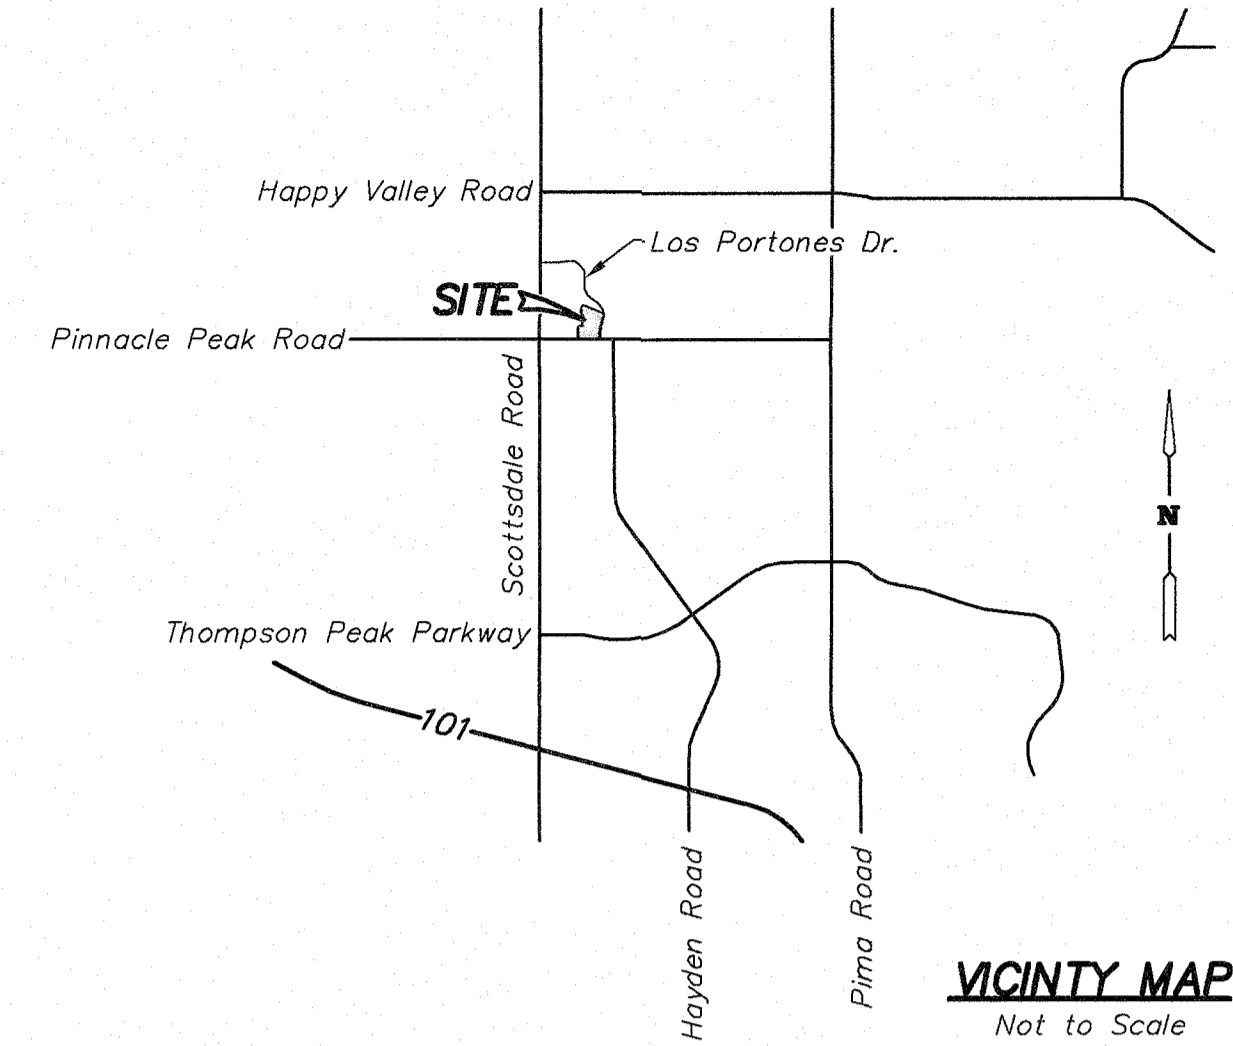 Happy Valley Road
Los Portones Dr.
SITE
Pinnacle Peak Road
Scottsdale Road
N
Thompson Peak Parkway
101
Hayden Road
Pima Road
VICINTY MAP
Not to Scale